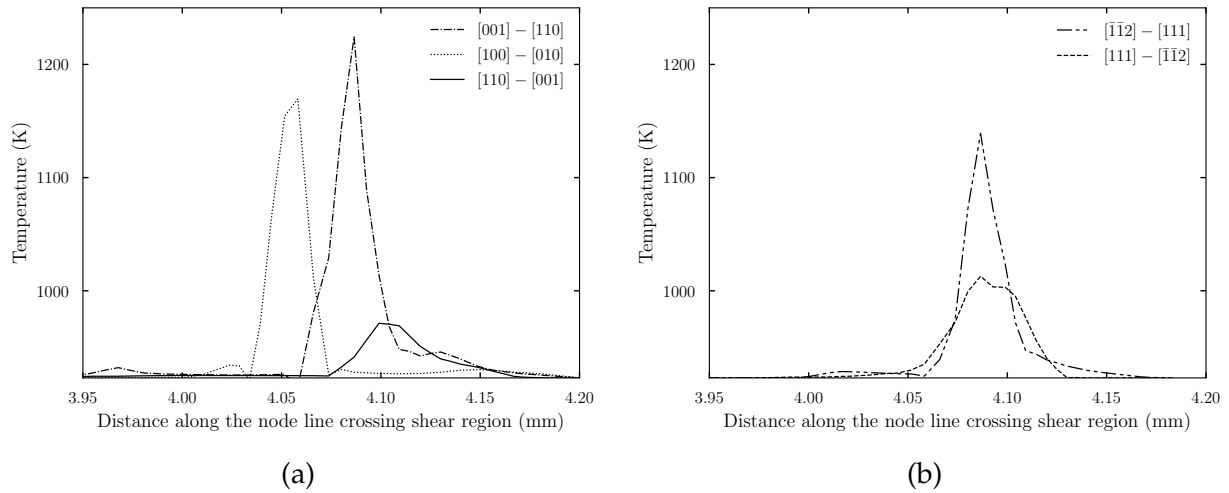 [001] − [110]
[100] − [010]
[110] − [001]
1200
1100
1000
Temperature (K)
3.95 4.00 4.05 4.10 4.15 4.20
Distance along the node line crossing shear region (mm)
(a)
[1̄1̄2] − [111]
[111] − [1̄1̄2]
1200
1100
1000
Temperature (K)
3.95 4.00 4.05 4.10 4.15 4.20
Distance along the node line crossing shear region (mm)
(b)